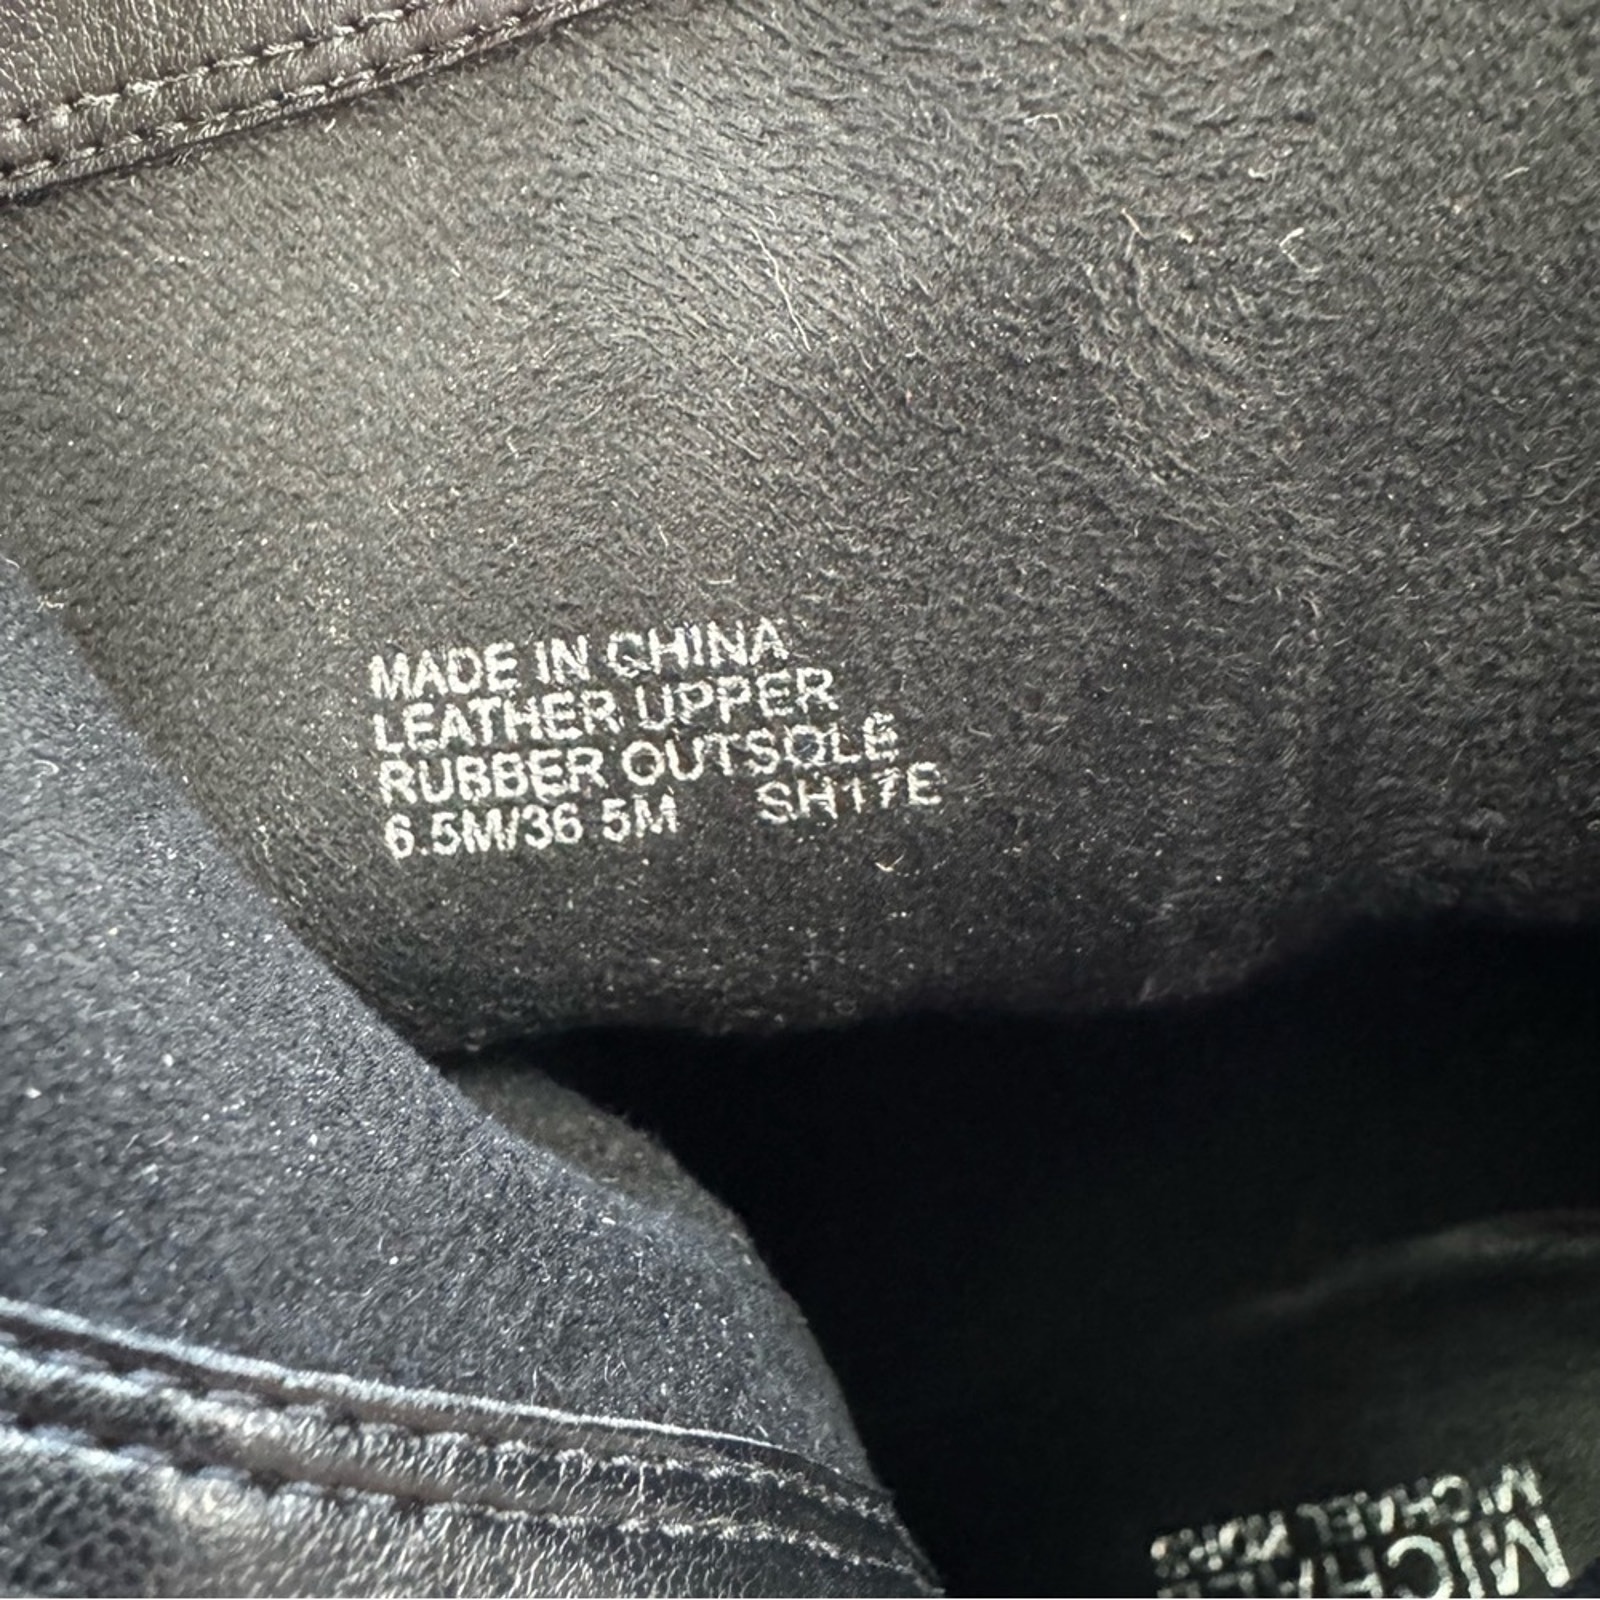 MADE IN CHINA
LEATHER UPPER
RUBBER OUTSOLE
6.5M/36 5M SH17E
MICHAEL KORS
MICHAEL